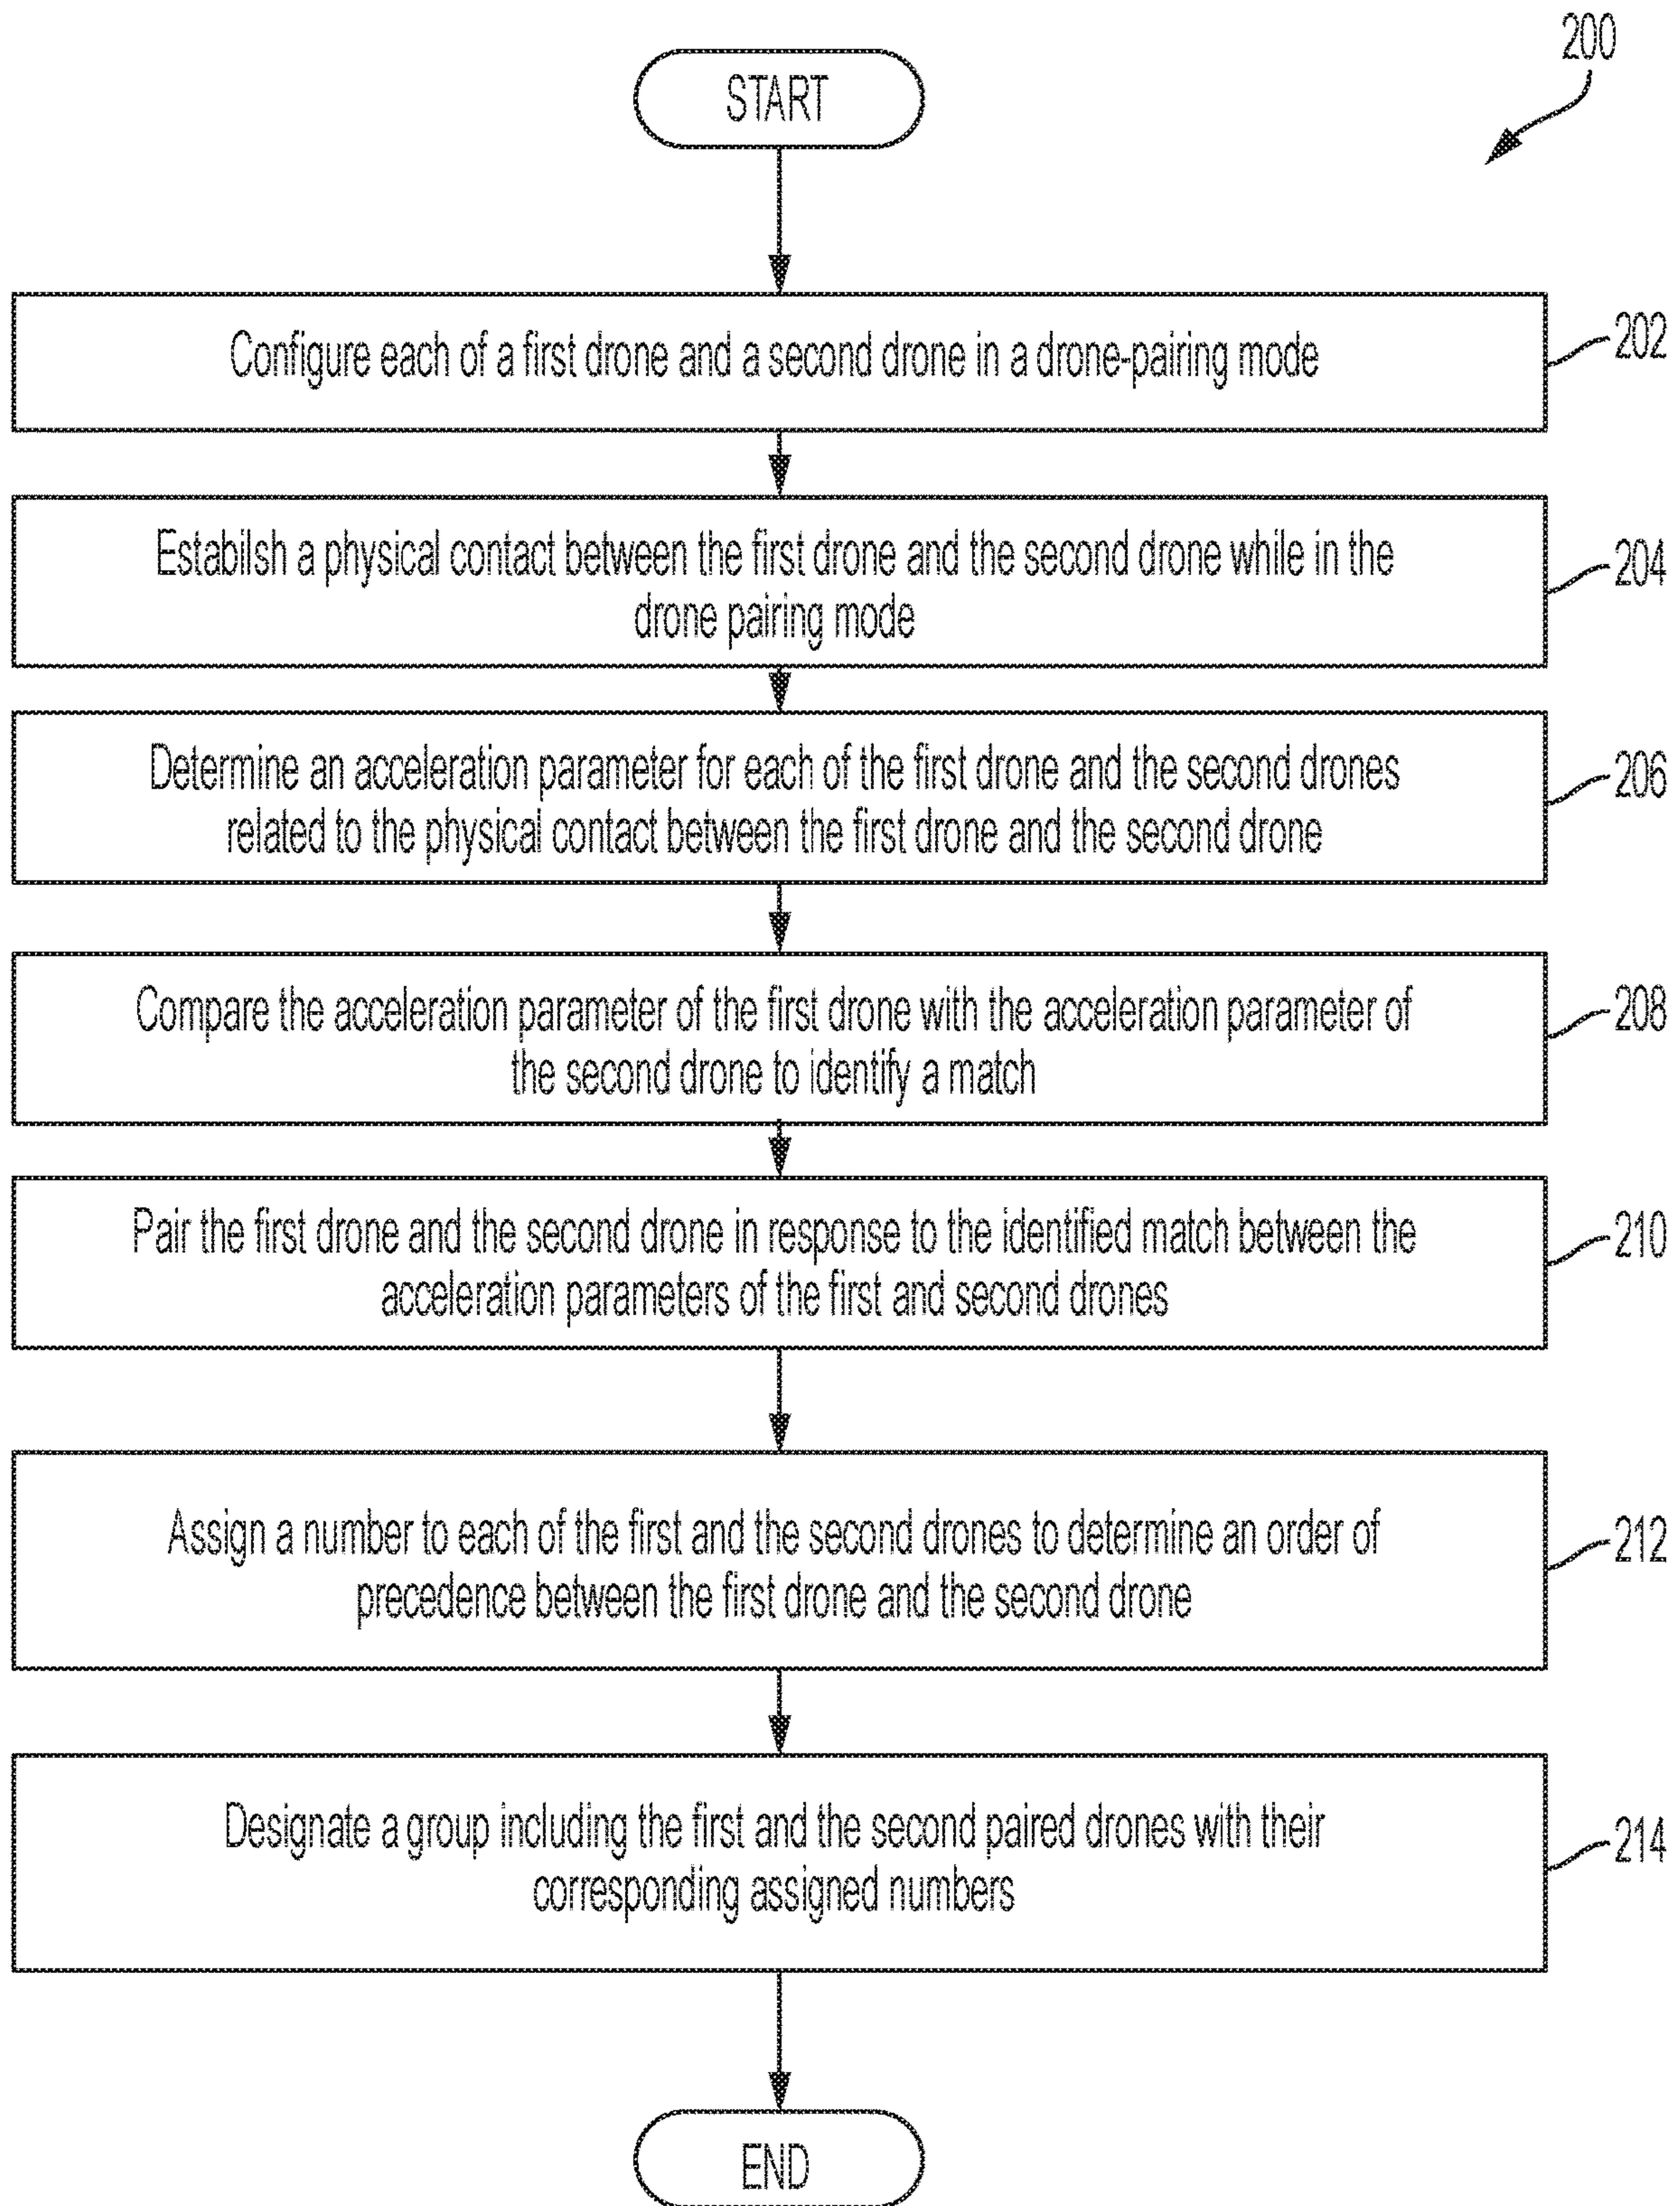 200
START
Configure each of a first drone and a second drone in a drone-pairing mode
202
Estabilsh a physical contact between the first drone and the second drone while in the
drone pairing mode
204
Determine an acceleration parameter for each of the first drone and the second drones
related to the physical contact between the first drone and the second drone
206
Compare the acceleration parameter of the first drone with the acceleration parameter of
the second drone to identify a match
208
Pair the first drone and the second drone in response to the identified match between the
acceleration parameters of the first and second drones
210
Assign a number to each of the first and the second drones to determine an order of
precedence between the first drone and the second drone
212
Designate a group including the first and the second paired drones with their
corresponding assigned numbers
214
END